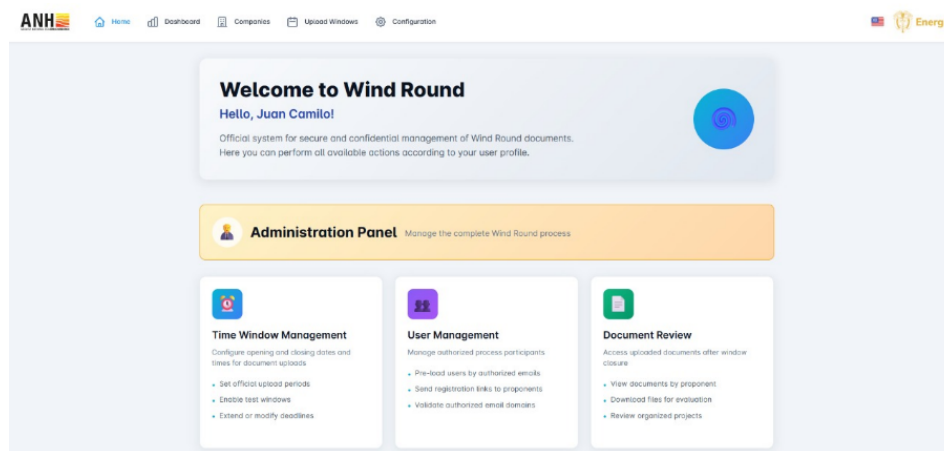 ANH
Home
Dashboard
Companies
Upload Windows
Configuration
Energ
Welcome to Wind Round
Hello, Juan Camilo!
Official system for secure and confidential management of Wind Round documents.
Here you can perform all available actions according to your user profile.
Administration Panel
Manage the complete Wind Round process
Time Window Management
Configure opening and closing dates and
times for document uploads
• Set official upload periods
• Enable test windows
• Extend or modify deadlines
User Management
Manage authorized process participants
• Pre-load users by authorized emails
• Send registration links to proponents
• Validate authorized email domains
Document Review
Access uploaded documents after window
closure
• View documents by proponent
• Download files for evaluation
• Review organized projects